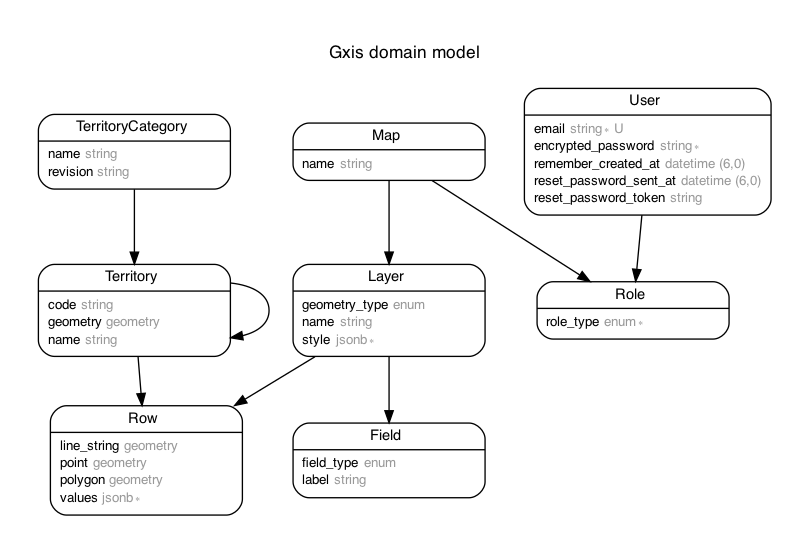 Gxis domain model
TerritoryCategory
name string
revision string
Map
name string
User
email string* U
encrypted_password string*
remember_created_at datetime (6,0)
reset_password_sent_at datetime (6,0)
reset_password_token string
Territory
code string
geometry geometry
name string
Layer
geometry_type enum
name string
style jsonb*
Role
role_type enum*
Row
line_string geometry
point geometry
polygon geometry
values jsonb*
Field
field_type enum
label string